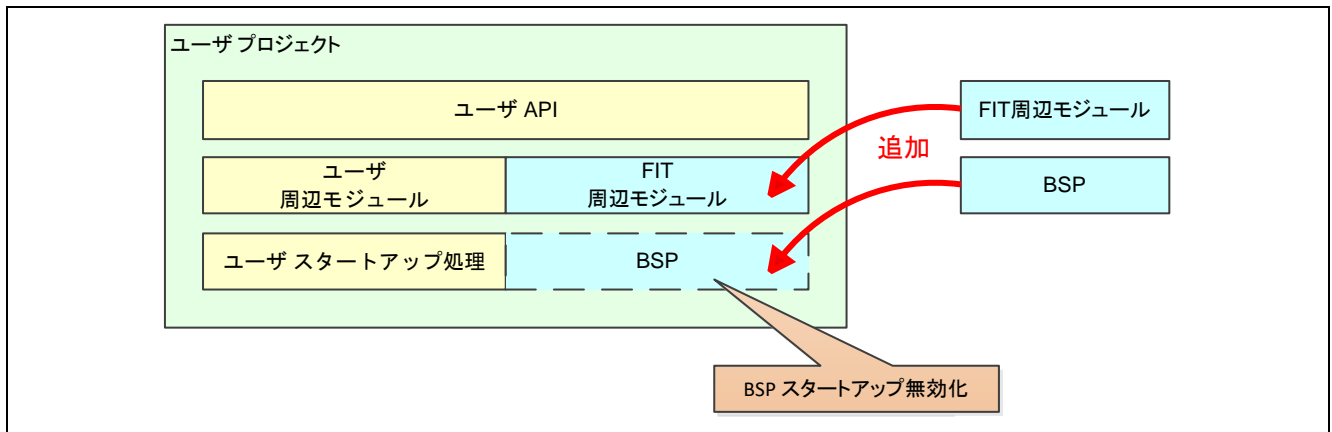 ユーザ プロジェクト
ユーザ API
FIT周辺モジュール
追加
ユーザ
周辺モジュール
FIT
周辺モジュール
BSP
ユーザ スタートアップ処理
BSP
BSP スタートアップ無効化